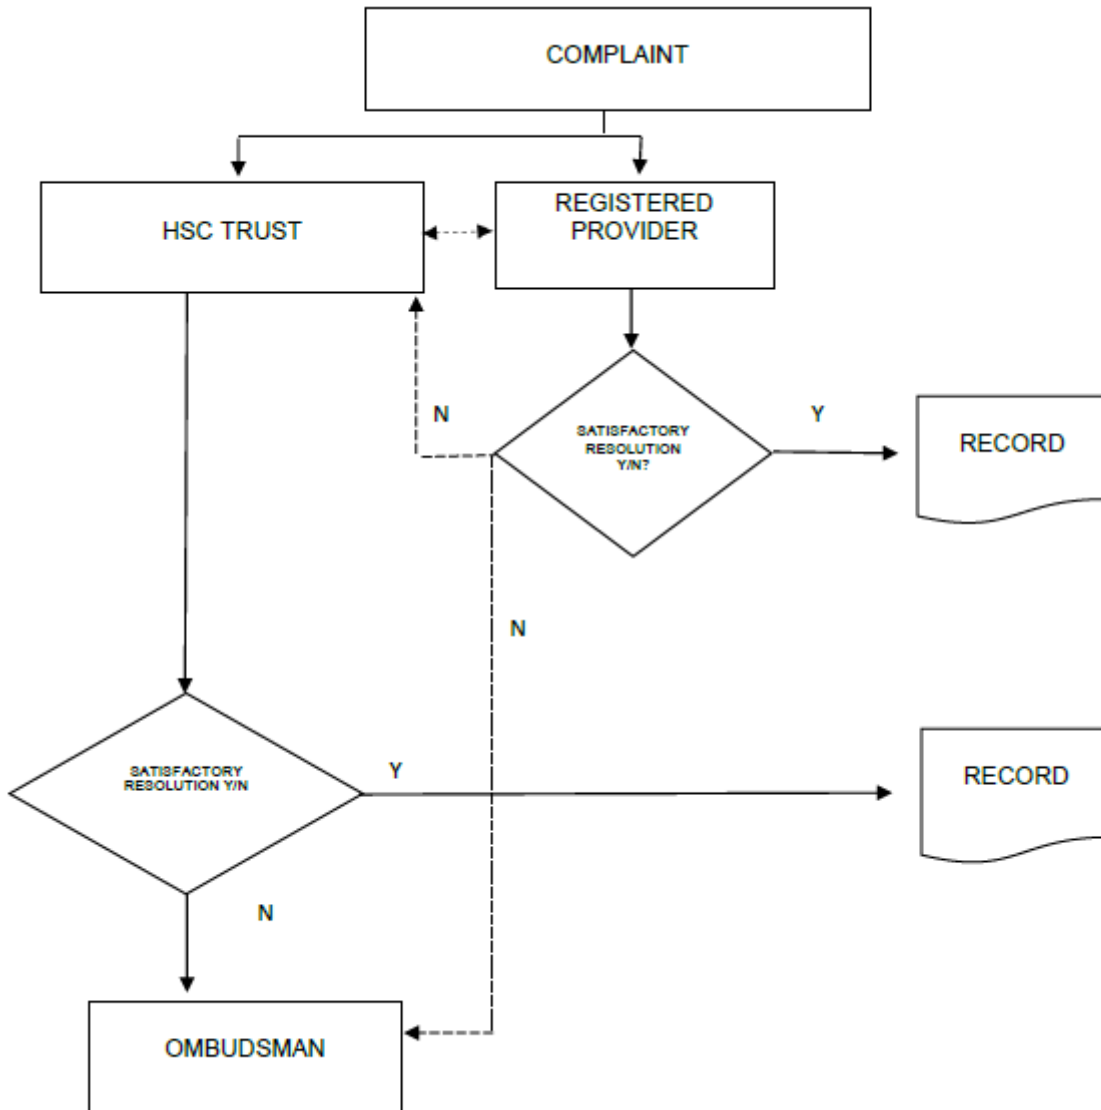 COMPLAINT
HSC TRUST
REGISTERED
PROVIDER
N
SATISFACTORY
RESOLUTION
Y/N?
Y
RECORD
N
SATISFACTORY
RESOLUTION Y/N
Y
RECORD
N
OMBUDSMAN